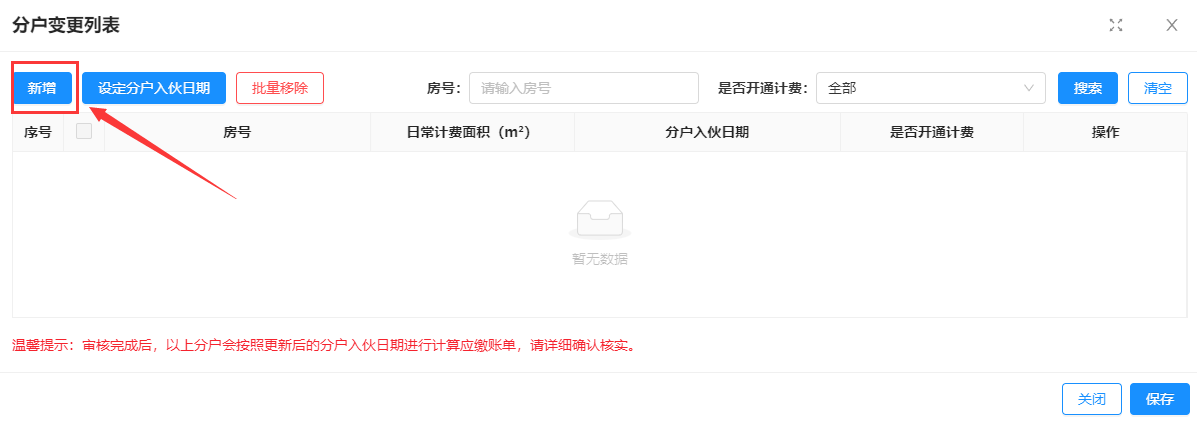 分户变更列表
新增 设定分户入伙日期 批量移除 房号： 请输入房号 是否开通计费： 全部 搜索 清空
序号 房号 日常计费面积（m²） 分户入伙日期 是否开通计费 操作
暂无数据
温馨提示：审核完成后，以上分户会按照更新后的分户入伙日期进行计算应缴账单，请详细确认核实。
关闭 保存